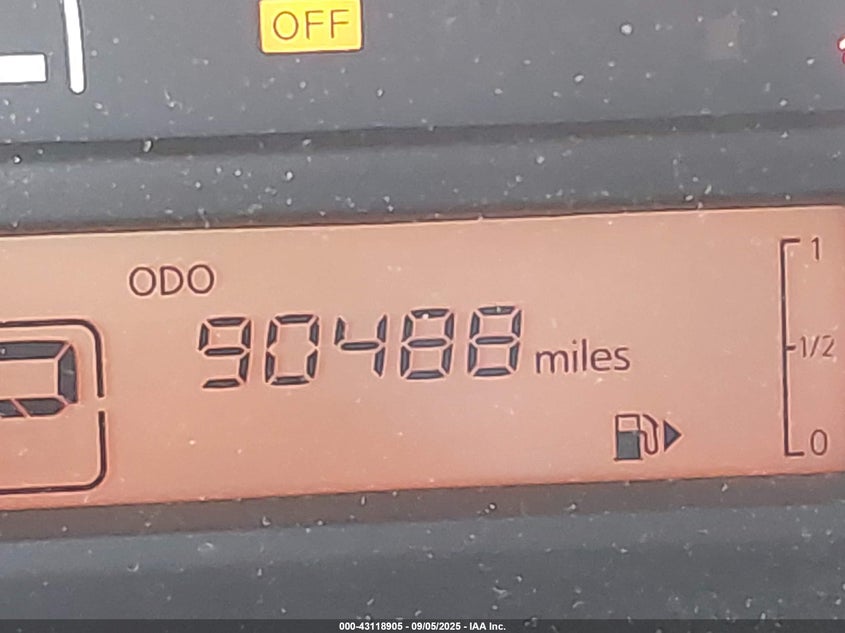 OFF
ODO
90488 miles
1
1/2
0
000-43118905 - 09/05/2025 - IAA Inc.